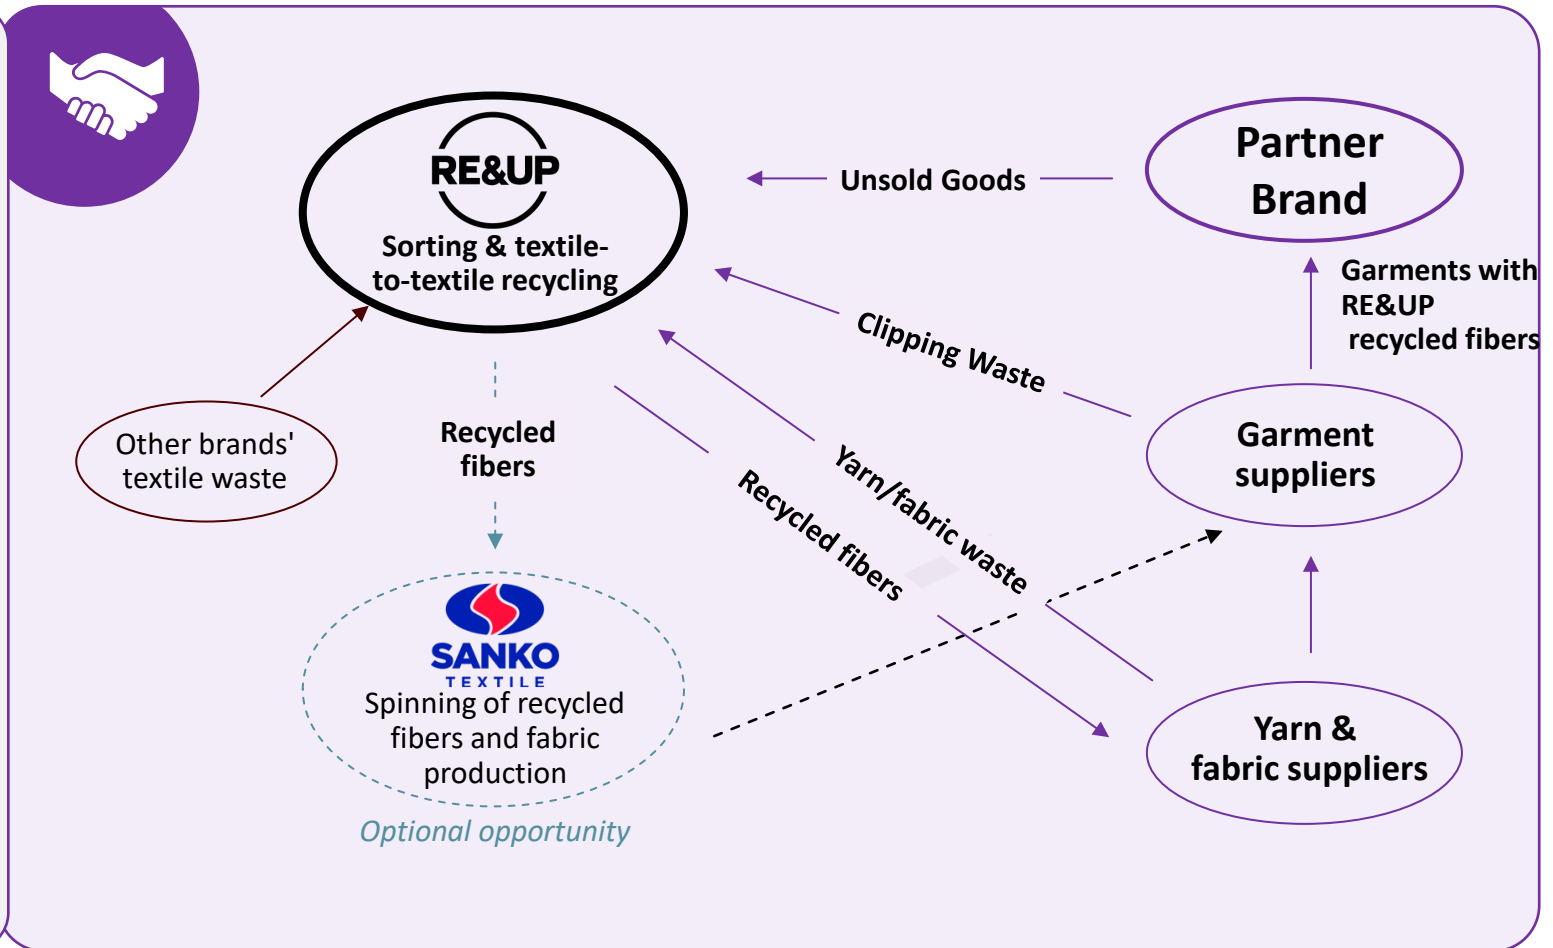 RE&UP
Sorting & textile-
to-textile recycling
Unsold Goods
Partner
Brand
Garments with
RE&UP
recycled fibers
Clipping Waste
Garment
suppliers
Other brands'
textile waste
Recycled
fibers
Yarn/fabric waste
Recycled fibers
SANKO
TEXTILE
Spinning of recycled
fibers and fabric
production
Optional opportunity
Yarn &
fabric suppliers